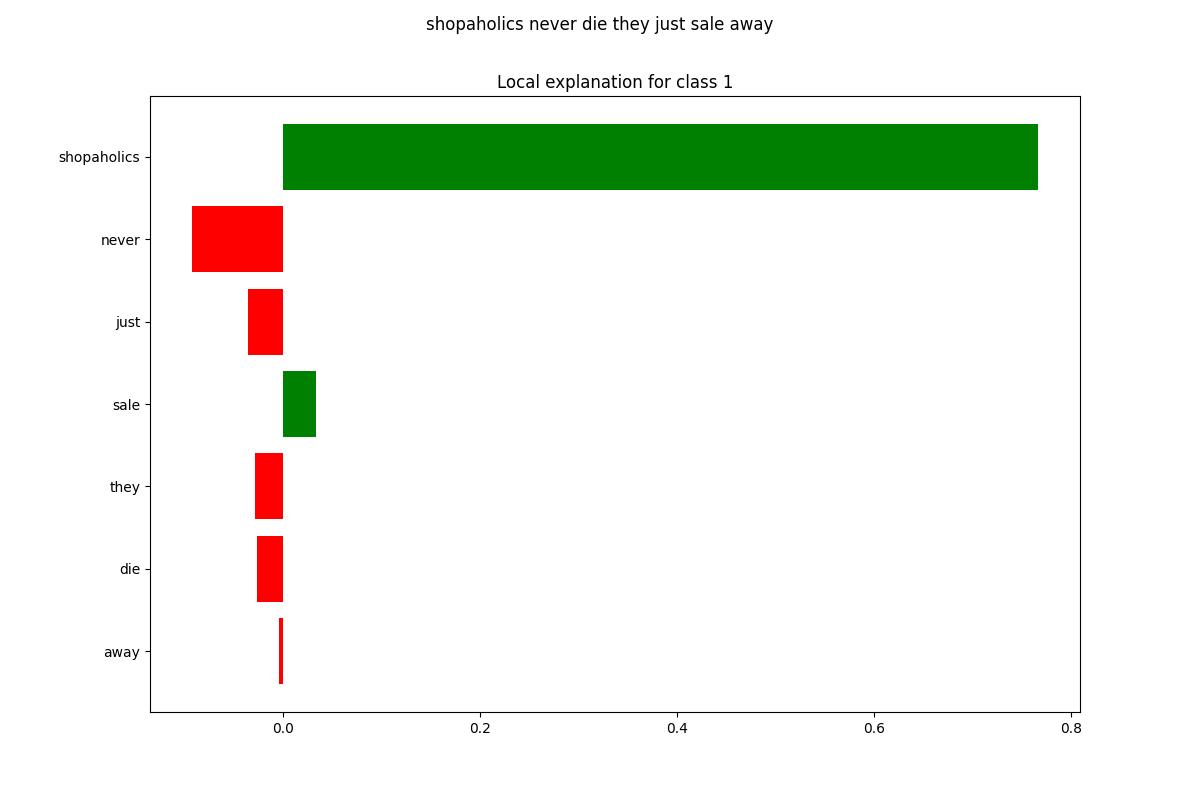 shopaholics never die they just sale away
Local explanation for class 1
shopaholics
never
just
sale
they
die
away
0.0 0.2 0.4 0.6 0.8